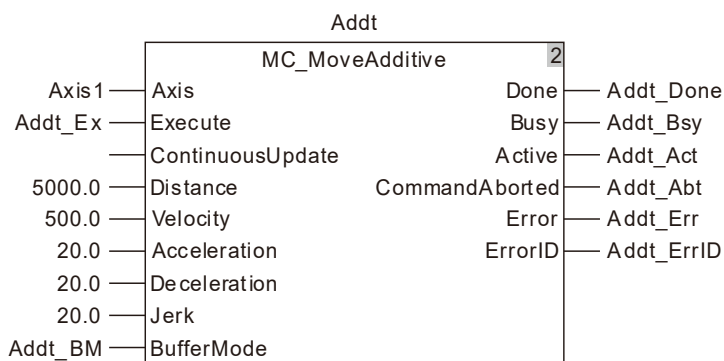 Addt
MC_MoveAdditive 2
Axis1 Axis Done Addt_Done
Addt_Ex Execute Busy Addt_Bsy
ContinuousUpdate Active Addt_Act
5000.0 Distance CommandAborted Addt_Abt
500.0 Velocity Error Addt_Err
20.0 Acceleration ErrorID Addt_ErrID
20.0 Deceleration
20.0 Jerk
Addt_BM BufferMode